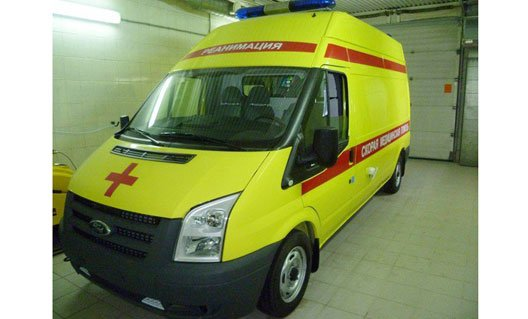 РЕАНИМАЦИЯ
СКОРАЯ МЕДИЦИНСКАЯ ПОМОЩЬ